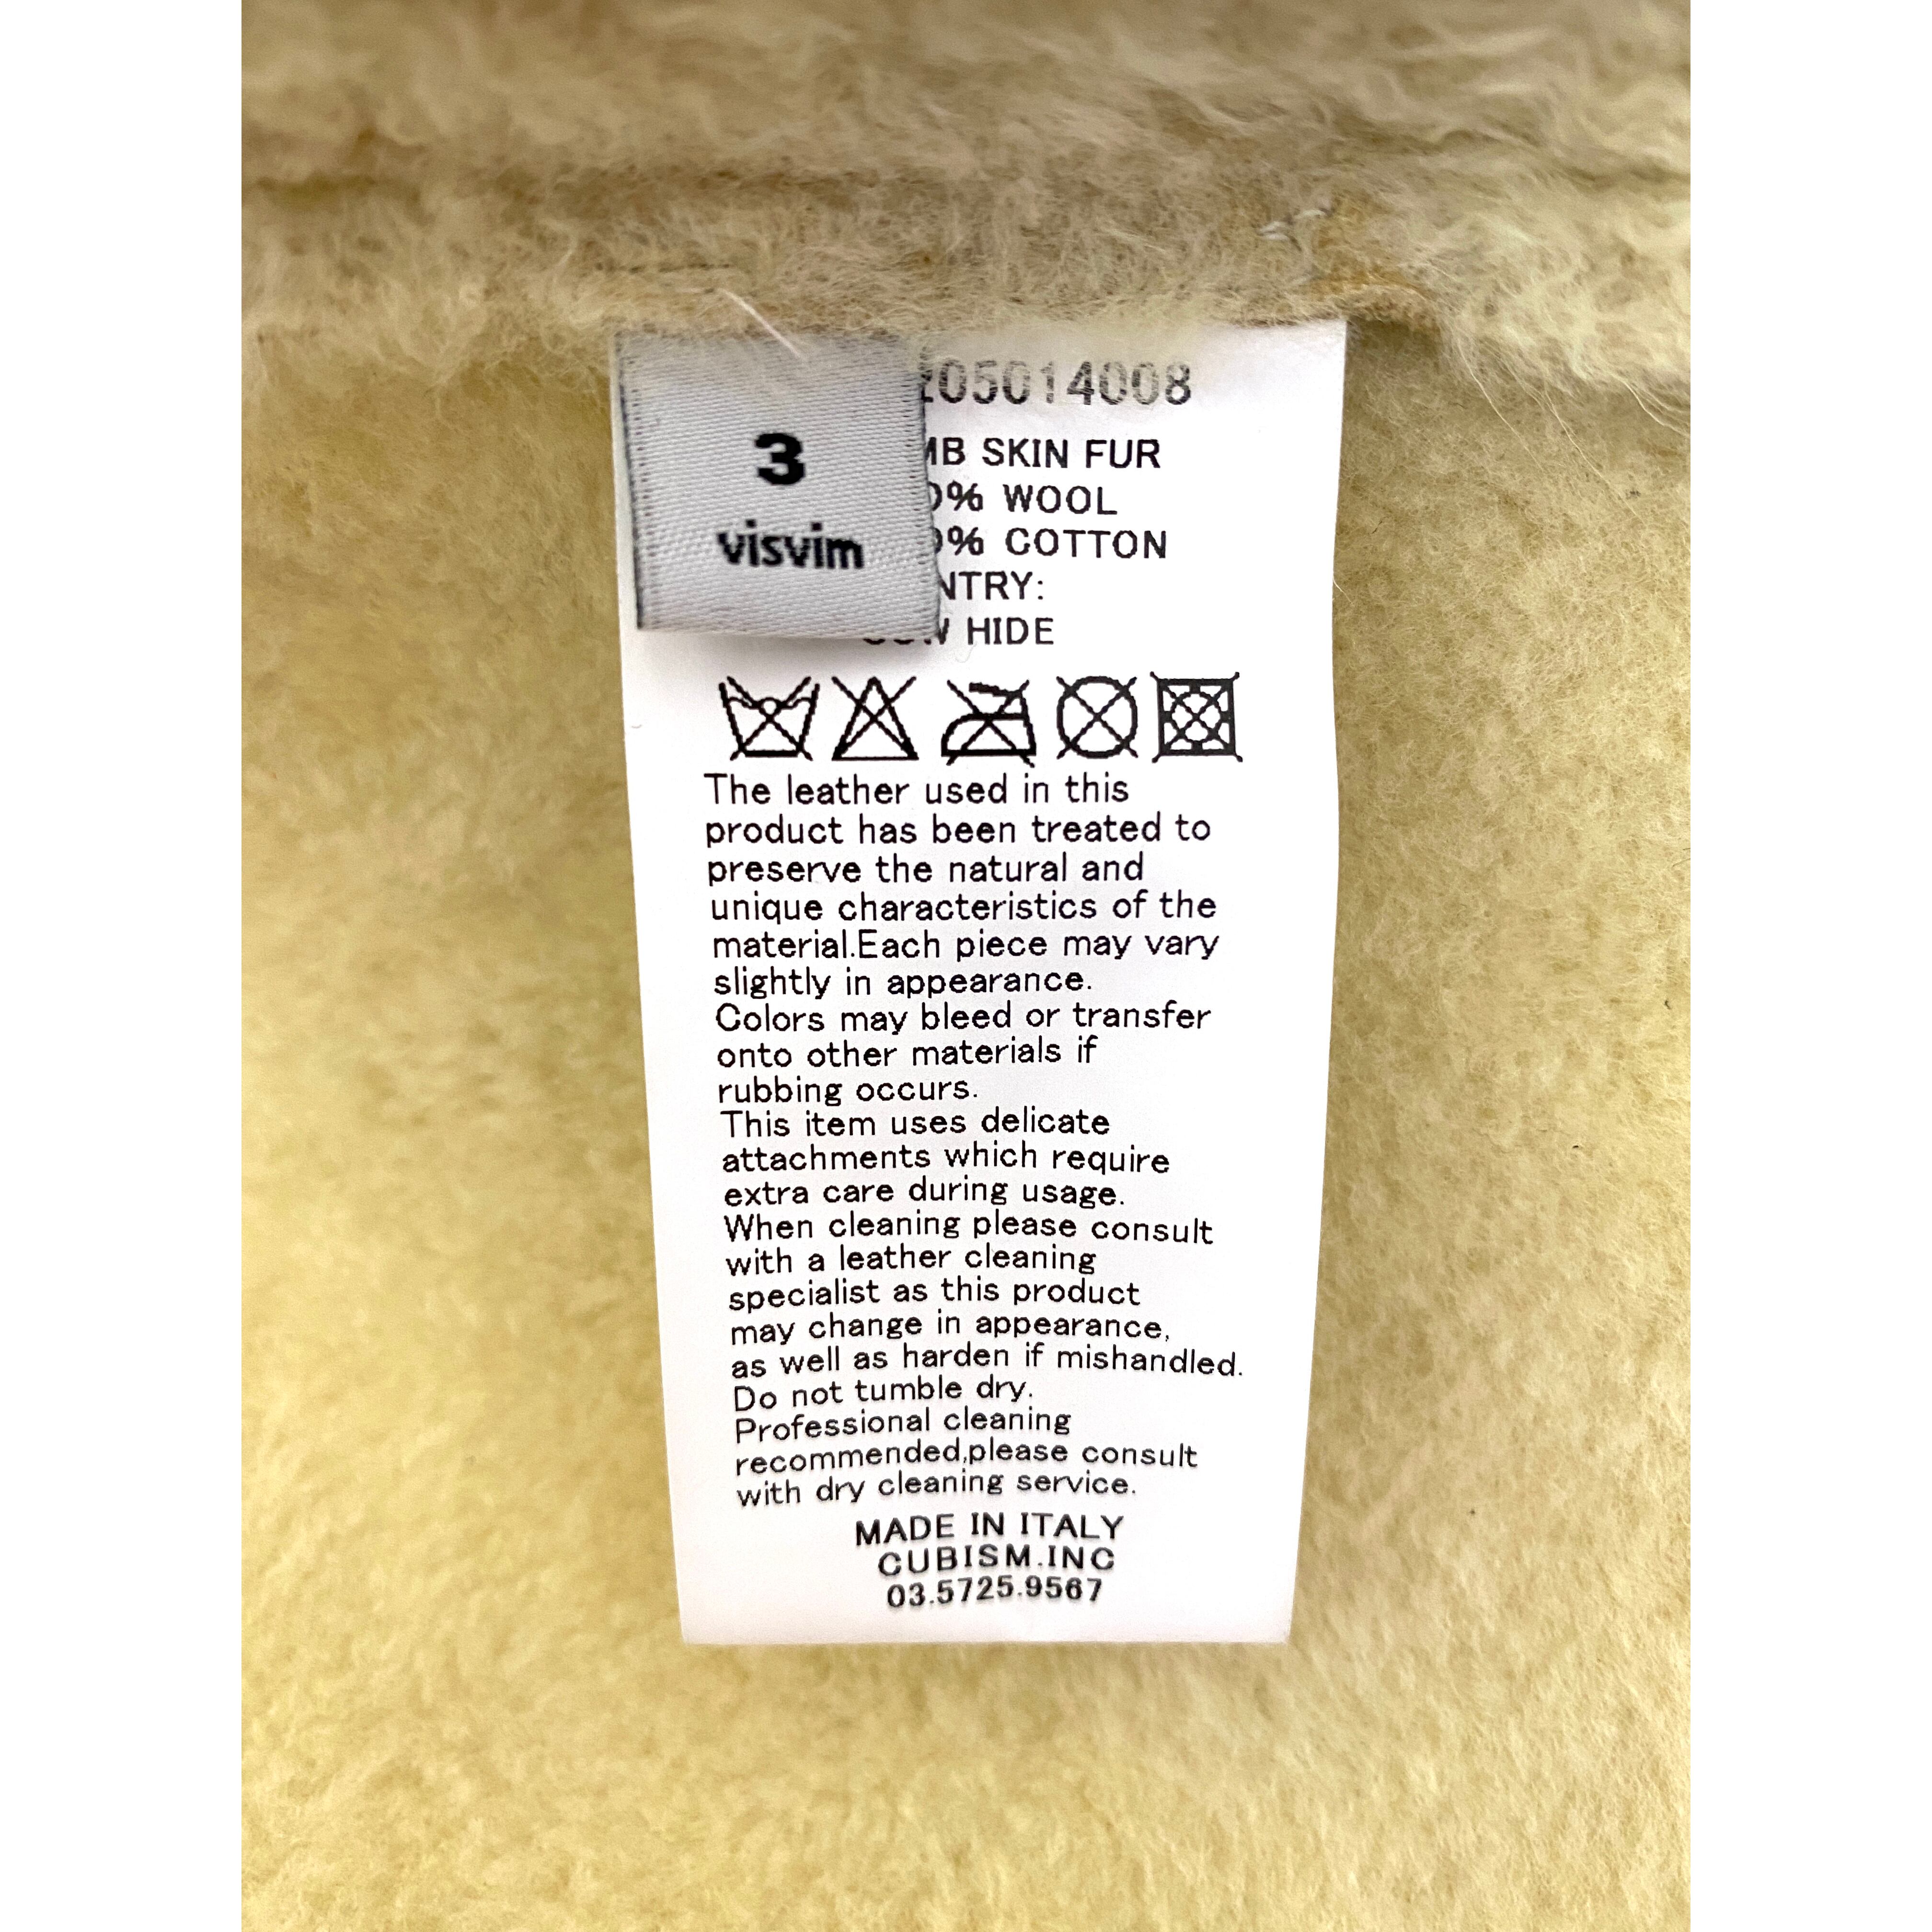 3
visvim
205014008
SKIN FUR
WOOL
COTTON
HIDE
The leather used in this
product has been treated to
preserve the natural and
unique characteristics of the
material.Each piece may vary
slightly in appearance.
Colors may bleed or transfer
onto other materials if
rubbing occurs.
This item uses delicate
attachments which require
extra care during usage.
When cleaning please consult
with a leather cleaning
specialist as this product
may change in appearance,
as well as harden if mishandled.
Do not tumble dry.
Professional cleaning
recommended,please consult
with dry cleaning service.
MADE IN ITALY
CUBISM.INC
03.5725.9567